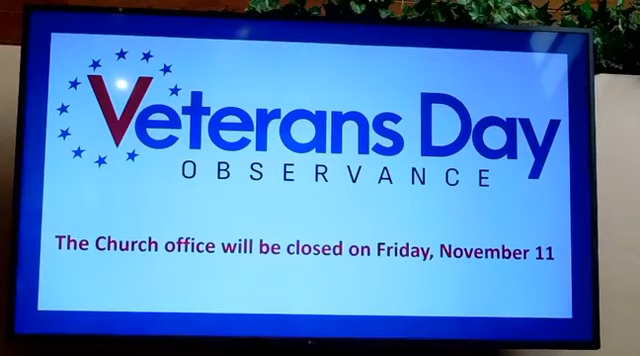 Veterans Day
OBSERVANCE
The Church office will be closed on Friday, November 11